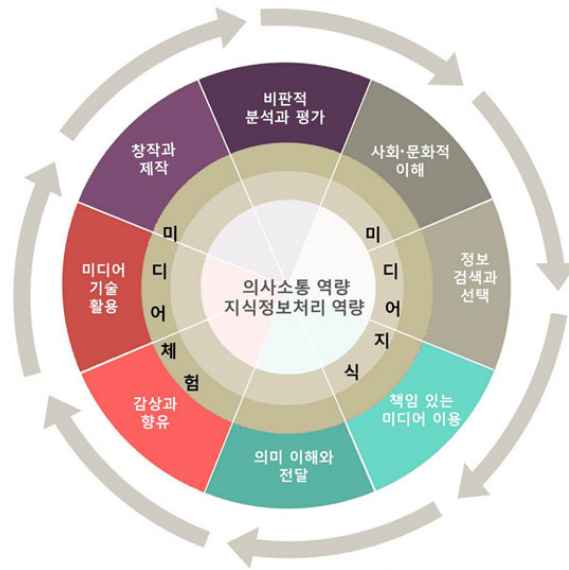 비판적
분석과 평가
사회·문화적
이해
정보
검색과
선택
책임 있는
미디어 이용
의미 이해와
전달
감상과
향유
미디어
기술
활용
창작과
제작
미디어체험
미디어지식
의사소통 역량
지식정보처리 역량